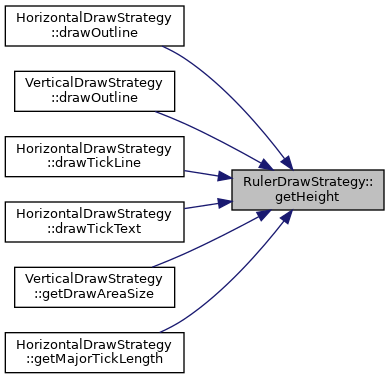 HorizontalDrawStrategy
::drawOutline
VerticalDrawStrategy
::drawOutline
HorizontalDrawStrategy
::drawTickLine
RulerDrawStrategy::
getHeight
HorizontalDrawStrategy
::drawTickText
VerticalDrawStrategy
::getDrawAreaSize
HorizontalDrawStrategy
::getMajorTickLength